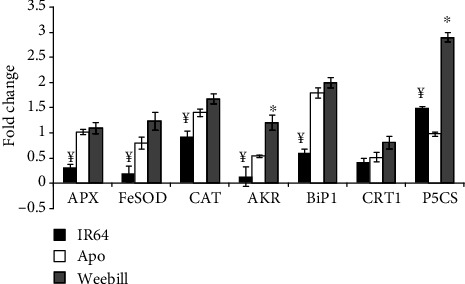 3.5
3
2.5
2
1.5
1
0.5
0
−0.5
Fold change
¥ ¥ ¥ ¥ * ¥ ¥ *
APX FeSOD CAT AKR BiP1 CRT1 P5CS
IR64
Apo
Weebill